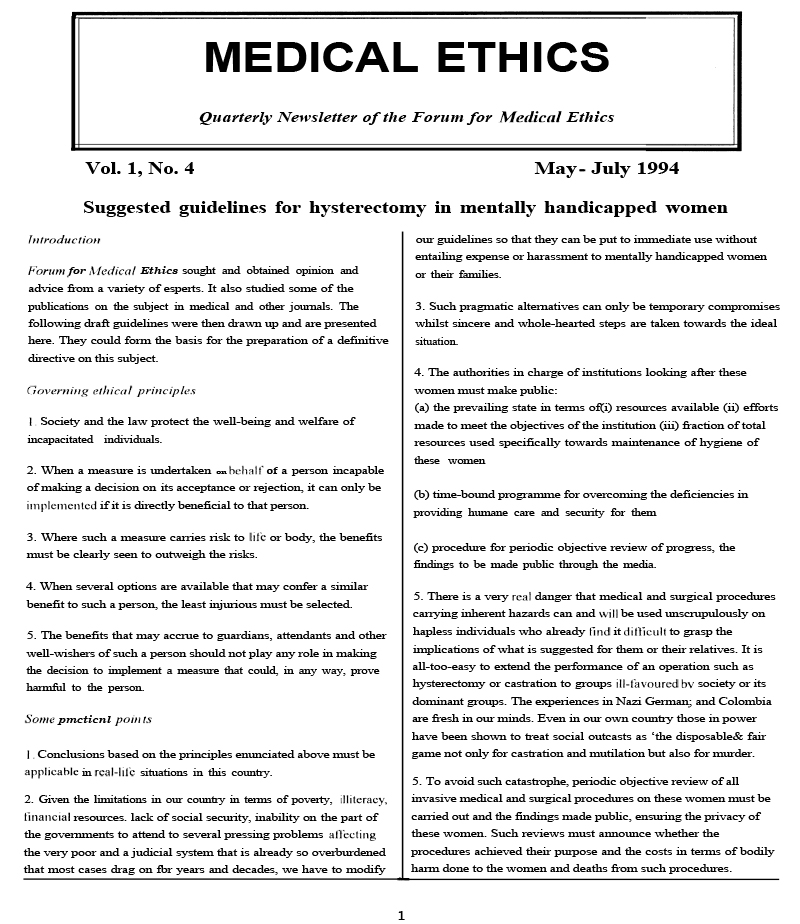 MEDICAL ETHICS
Quarterly Newsletter of the Forum for Medical Ethics
Vol. 1, No. 4 May- July 1994
Suggested guidelines for hysterectomy in mentally handicapped women
Introduction
Forum for Medical Ethics sought and obtained opinion and
advice from a variety of esperts. It also studied some of the
publications on the subject in medical and other journals. The
following draft guidelines were then drawn up and are presented
here. They could form the basis for the preparation of a definitive
directive on this subject.
Governing ethical principles
1. Society and the law protect the well-being and welfare of
incapacitated individuals.
2. When a measure is undertaken on behalf of a person incapable
of making a decision on its acceptance or rejection, it can only be
implemented if it is directly beneficial to that person.
3. Where such a measure carries risk to life or body, the benefits
must be clearly seen to outweigh the risks.
4. When several options are available that may confer a similar
benefit to such a person, the least injurious must be selected.
5. The benefits that may accrue to guardians, attendants and other
well-wishers of such a person should not play any role in making
the decision to implement a measure that could, in any way, prove
harmful to the person.
Some pmcticnl points
1. Conclusions based on the principles enunciated above must be
applicable in real-life situations in this country.
2. Given the limitations in our country in terms of poverty, illiteracy,
financial resources. lack of social security, inability on the part of
the governments to attend to several pressing problems affecting
the very poor and a judicial system that is already so overburdened
that most cases drag on fbr years and decades, we have to modify
our guidelines so that they can be put to immediate use without
entailing expense or harassment to mentally handicapped women
or their families.
3. Such pragmatic alternatives can only be temporary compromises
whilst sincere and whole-hearted steps are taken towards the ideal
situation.
4. The authorities in charge of institutions looking after these
women must make public:
(a) the prevailing state in terms of(i) resources available (ii) efforts
made to meet the objectives of the institution (iii) fraction of total
resources used specifically towards maintenance of hygiene of
these women
(b) time-bound programme for overcoming the deficiencies in
providing humane care and security for them
(c) procedure for periodic objective review of progress, the
findings to be made public through the media.
5. There is a very real danger that medical and surgical procedures
carrying inherent hazards can and will be used unscrupulously on
hapless individuals who already find it difficult to grasp the
implications of what is suggested for them or their relatives. It is
all-too-easy to extend the performance of an operation such as
hysterectomy or castration to groups ill-favoured by society or its
dominant groups. The experiences in Nazi German; and Colombia
are fresh in our minds. Even in our own country those in power
have been shown to treat social outcasts as ‘the disposable& fair
game not only for castration and mutilation but also for murder.
5. To avoid such catastrophe, periodic objective review of all
invasive medical and surgical procedures on these women must be
carried out and the findings made public, ensuring the privacy of
these women. Such reviews must announce whether the
procedures achieved their purpose and the costs in terms of bodily
harm done to the women and deaths from such procedures.
1